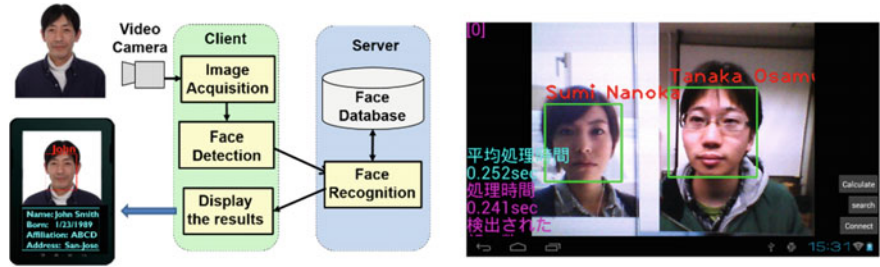 Video
Camera
Client
Image
Acquisition
Face
Detection
Display
the results
Server
Face
Database
Face
Recognition
John
Name: John Smith
Born: 1/23/1989
Affiliation: ABCD
Address: San-Jose
[0]
Sumi Nanoka
Tanaka Osamu
平均処理時間
0.252sec
処理時間
0.241sec
検出された
Calculate
search
Connect
15:31